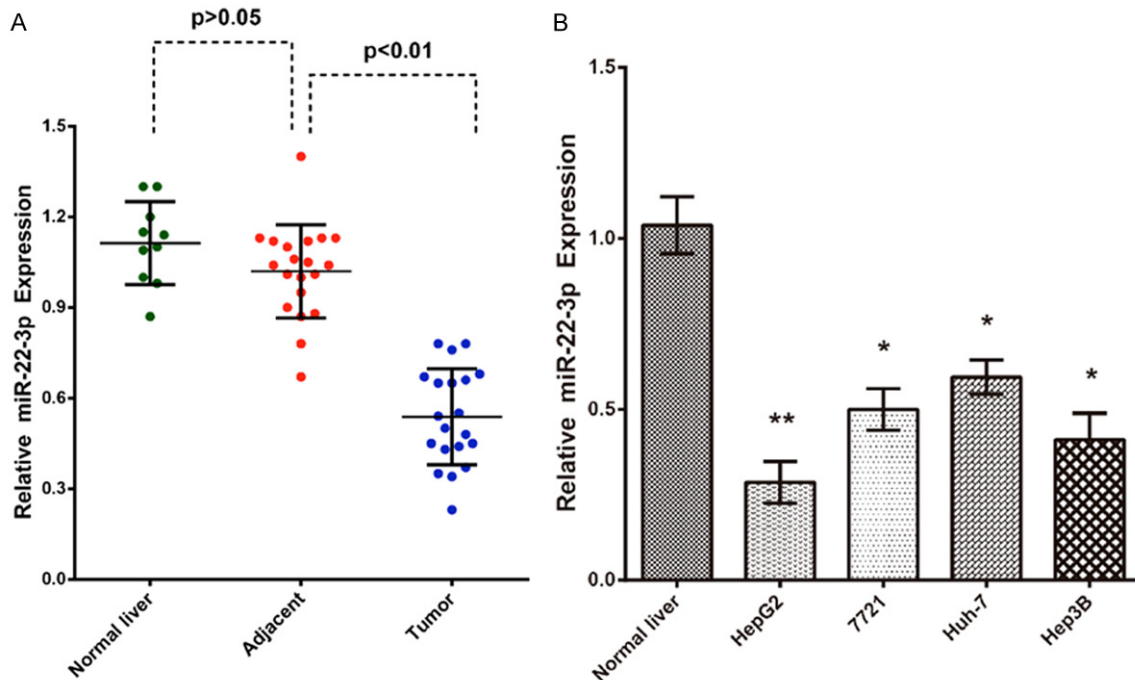 A
p>0.05
p<0.01
Relative miR-22-3p Expression
1.5
1.2
0.9
0.6
0.3
0.0
Normal liver
Adjacent
Tumor
B
Relative miR-22-3p Expression
1.5
1.0
0.5
0.0
**
*
*
*
Normal liver
HepG2
7721
Huh-7
Hep3B